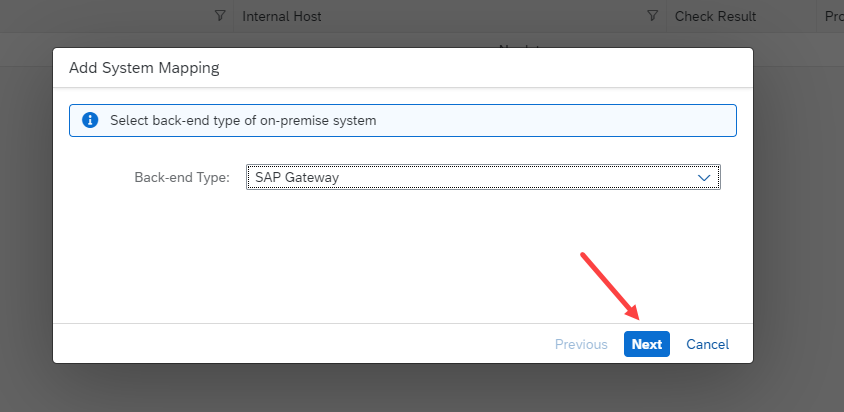 Internal Host Check Result Pro
Add System Mapping
Select back-end type of on-premise system
Back-end Type: SAP Gateway
Previous Next Cancel